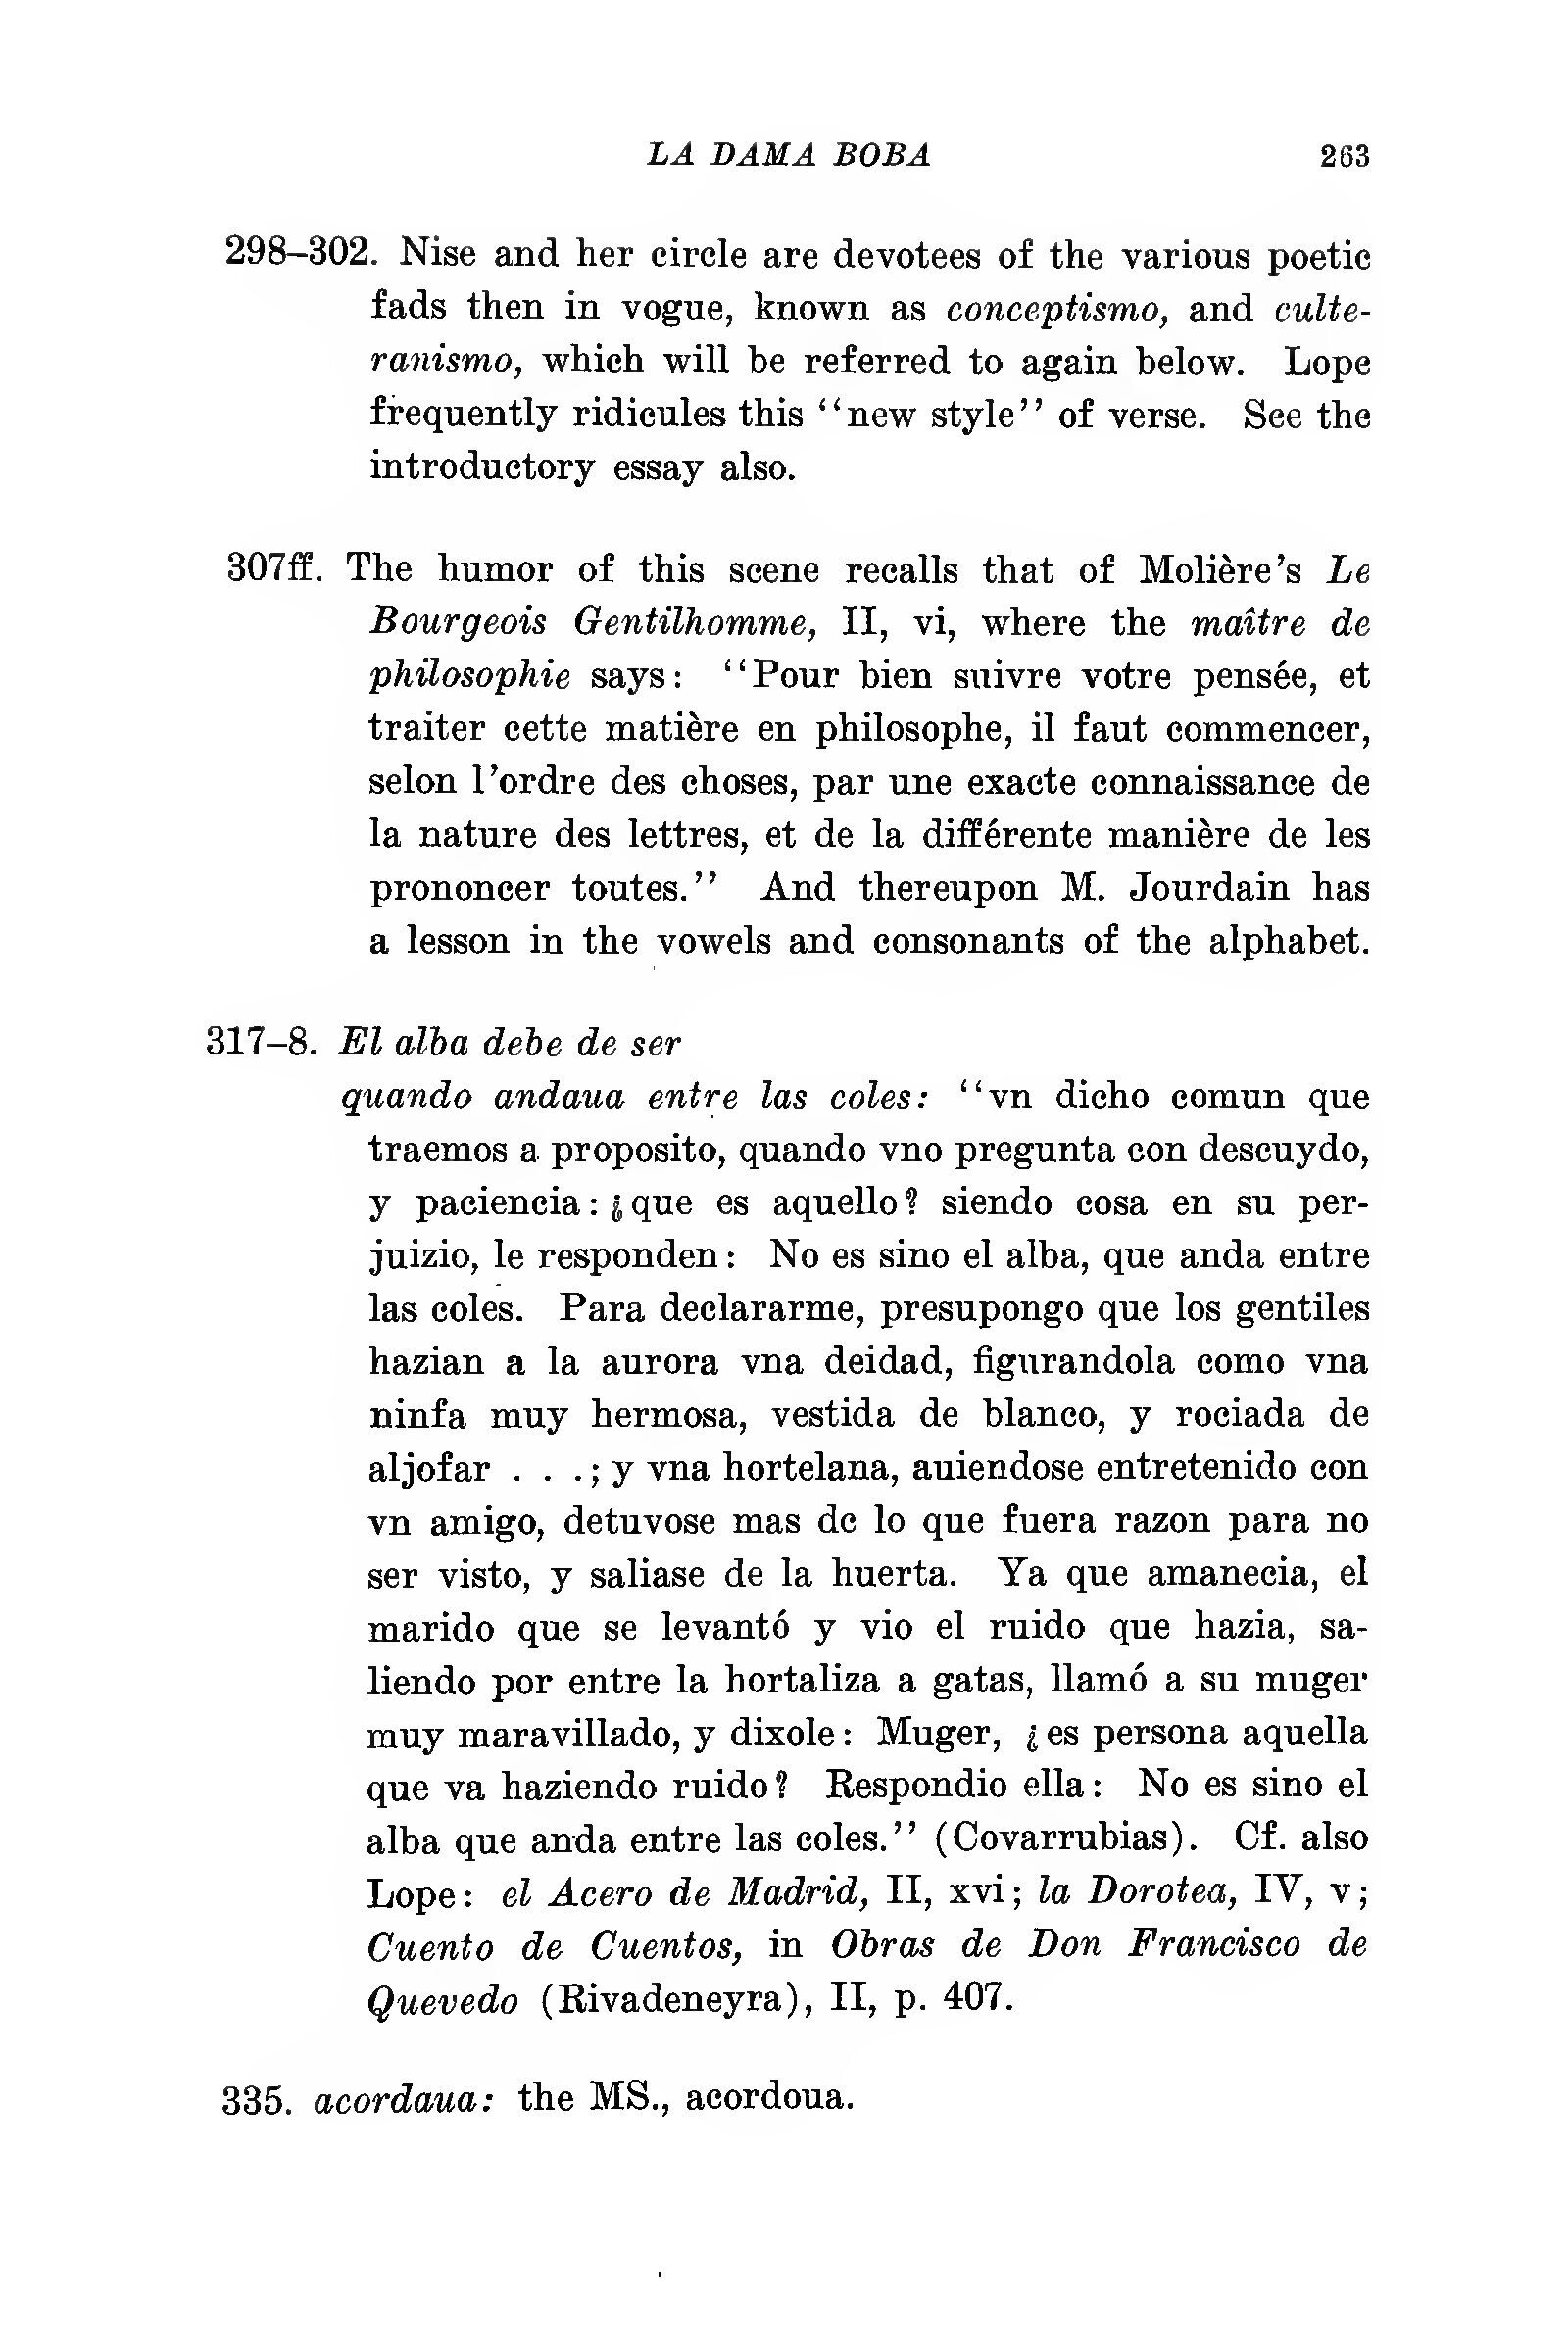 LA DAMA BOBA 263
298–302. Nise and her circle are devotees of the various poetic
fads then in vogue, known as conceptismo, and culte-
ranismo, which will be referred to again below. Lope
frequently ridicules this ‘‘new style’’ of verse. See the
introductory essay also.
307ff. The humor of this scene recalls that of Molière’s Le
Bourgeois Gentilhomme, II, vi, where the maître de
philosophie says: ‘‘Pour bien suivre votre pensée, et
traiter cette matière en philosophe, il faut commencer,
selon l’ordre des choses, par une exacte connaissance de
la nature des lettres, et de la différente manière de les
prononcer toutes.’’ And thereupon M. Jourdain has
a lesson in the vowels and consonants of the alphabet.
317–8. El alba debe de ser
quando andaua entre las coles: ‘‘vn dicho comun que
traemos a proposito, quando vno pregunta con descuydo,
y paciencia: ¿que es aquello? siendo cosa en su per-
juizio, le responden: No es sino el alba, que anda entre
las coles. Para declararme, presupongo que los gentiles
hazian a la aurora vna deidad, figurandola como vna
ninfa muy hermosa, vestida de blanco, y rociada de
aljofar . . .; y vna hortelana, auiendose entretenido con
vn amigo, detuvose mas de lo que fuera razon para no
ser visto, y saliase de la huerta. Ya que amanecia, el
marido que se levantó y vio el ruido que hazia, sa-
liendo por entre la hortaliza a gatas, llamó a su muger
muy maravillado, y dixole: Muger, ¿es persona aquella
que va haziendo ruido? Respondio ella: No es sino el
alba que anda entre las coles.’’ (Covarrubias). Cf. also
Lope: el Acero de Madrid, II, xvi; la Dorotea, IV, v;
Cuento de Cuentos, in Obras de Don Francisco de
Quevedo (Rivadeneyra), II, p. 407.
335. acordaua: the MS., acordoua.